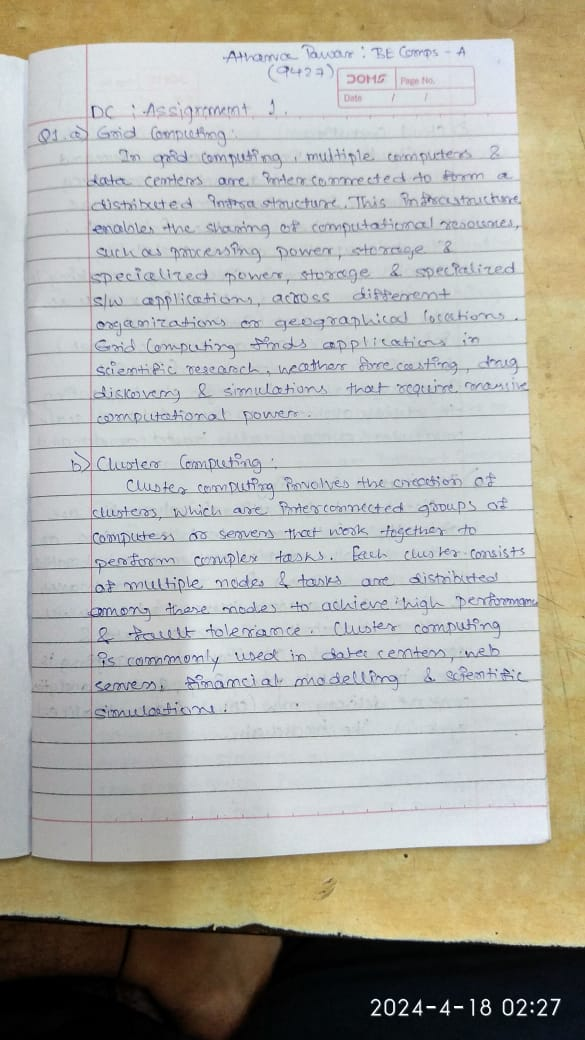 Atharva Pawar : BE Comps - A
(9427)
DOMS Page No.
Date / /
DC : Assignment 1.
Q1. a) Grid Computing :
In grid computing, multiple computers &
data centers are interconnected to form a
distributed infrastructure. This infrastructure
enables the sharing of computational resources,
such as processing power, storage &
specialized power, storage & specialized
s/w applications, across different
organizations or geographical locations.
Grid Computing finds applications in
scientific research, weather forecasting, drug
discovery & simulations that require massive
computational power.
b) Cluster Computing :
Cluster computing involves the creation of
clusters, which are interconnected groups of
computers or servers that work together to
perform complex tasks. Each cluster consists
of multiple nodes & tasks are distributed
among these nodes to achieve high performance
& fault tolerance. Cluster computing
is commonly used in data centers, web
servers, financial modelling & scientific
simulations.
2024-4-18 02:27